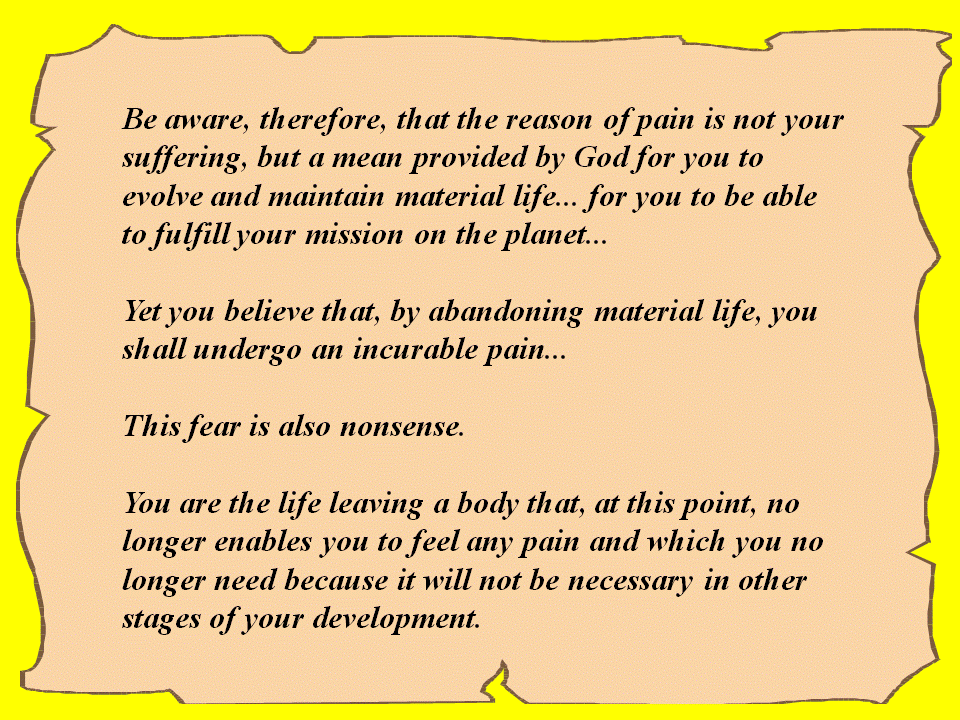 Be aware, therefore, that the reason of pain is not your
suffering, but a mean provided by God for you to
evolve and maintain material life... for you to be able
to fulfill your mission on the planet...
Yet you believe that, by abandoning material life, you
shall undergo an incurable pain...
This fear is also nonsense.
You are the life leaving a body that, at this point, no
longer enables you to feel any pain and which you no
longer need because it will not be necessary in other
stages of your development.